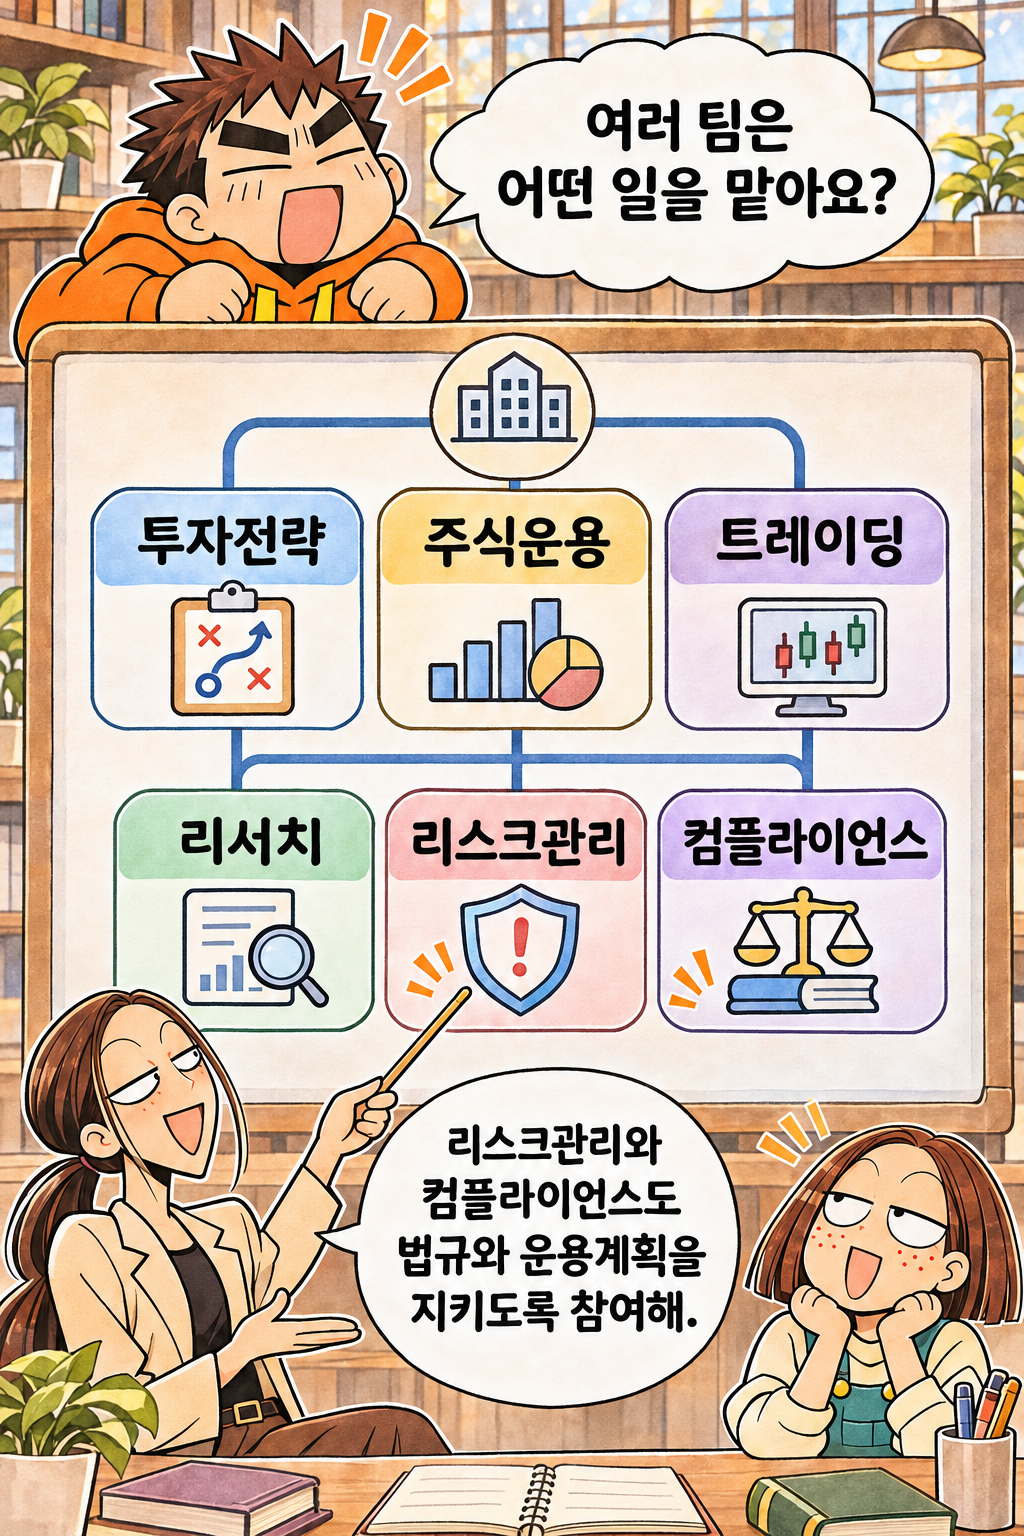 여러 팀은
어떤 일을 맡아요?
투자전략
주식운용
트레이딩
리서치
리스크관리
컴플라이언스
리스크관리와
컴플라이언스도
법규와 운용계획을
지키도록 참여해.